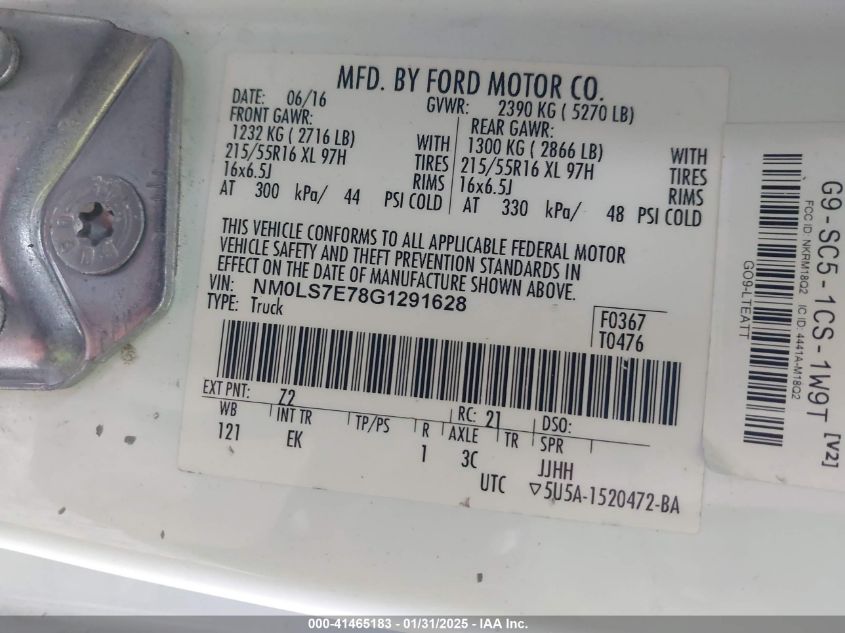 MFD. BY FORD MOTOR CO.
DATE: 06/16 GVWR: 2390 KG ( 5270 LB)
FRONT GAWR: REAR GAWR:
1232 KG ( 2716 LB) WITH 1300 KG ( 2866 LB) WITH
215/55R16 XL 97H TIRES 215/55R16 XL 97H TIRES
16x6.5J RIMS 16x6.5J RIMS
AT 300 kPa/ 44 PSI COLD AT 330 kPa/ 48 PSI COLD
THIS VEHICLE CONFORMS TO ALL APPLICABLE FEDERAL MOTOR
VEHICLE SAFETY AND THEFT PREVENTION STANDARDS IN
EFFECT ON THE DATE OF MANUFACTURE SHOWN ABOVE.
VIN: NM0LS7E78G1291628
TYPE: Truck
F0367
T0476
EXT PNT: Z2 RC: 21 DSO:
WB INT TR TP/PS R AXLE TR SPR
121 EK 1 3C JJHH
UTC ▽5U5A-1520472-BA
G9-SC5-1CS-1W9T [V2]
FCC ID: NKRM18Q2 IC ID: 4441A-M18Q2
GO9-LTEATT
000-41465183 - 01/31/2025 - IAA Inc.